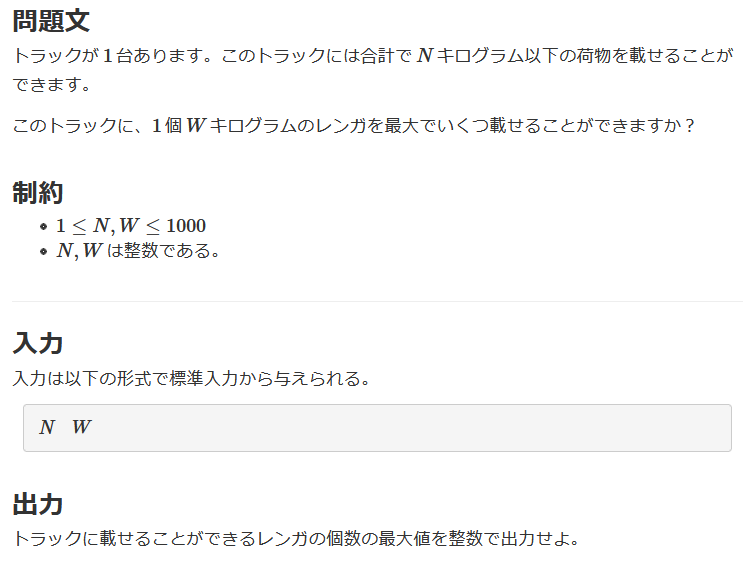 問題文
トラックが 1 台あります。このトラックには合計で N キログラム以下の荷物を載せることが
できます。
このトラックに、1 個 W キログラムのレンガを最大でいくつ載せることができますか？
制約
1 ≤ N, W ≤ 1000
N, W は整数である。
入力
入力は以下の形式で標準入力から与えられる。
N W
出力
トラックに載せることができるレンガの個数の最大値を整数で出力せよ。